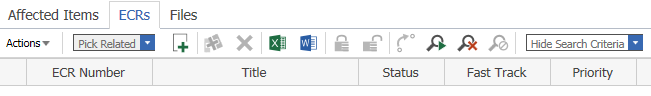 Affected Items ECRs Files
Actions Pick Related Hide Search Criteria
ECR Number Title Status Fast Track Priority